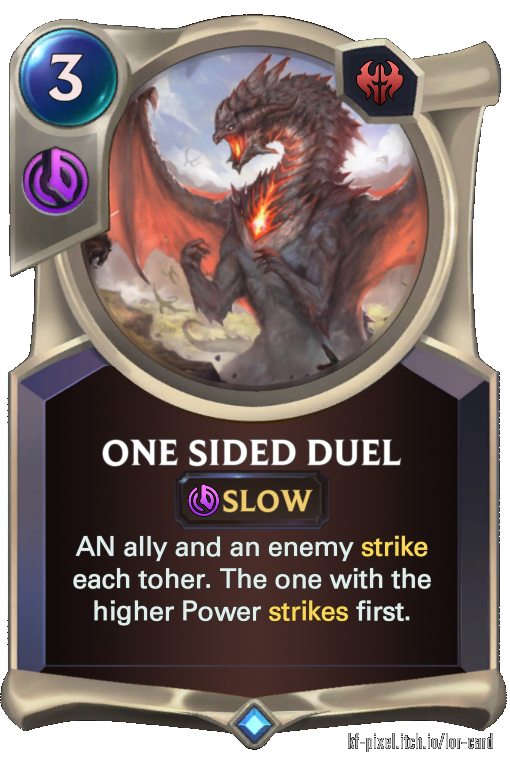 3
ONE SIDED DUEL
SLOW
AN ally and an enemy strike
each toher. The one with the
higher Power strikes first.
kf-pixel.itch.io/lor-card